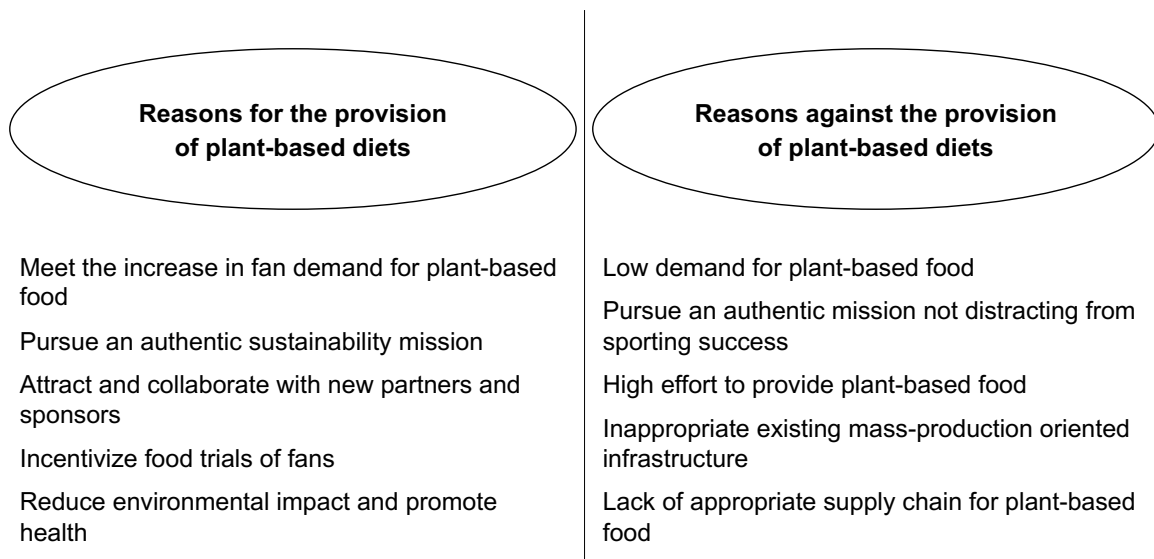 Reasons for the provision
of plant-based diets
Meet the increase in fan demand for plant-based
food
Pursue an authentic sustainability mission
Attract and collaborate with new partners and
sponsors
Incentivize food trials of fans
Reduce environmental impact and promote
health
Reasons against the provision
of plant-based diets
Low demand for plant-based food
Pursue an authentic mission not distracting from
sporting success
High effort to provide plant-based food
Inappropriate existing mass-production oriented
infrastructure
Lack of appropriate supply chain for plant-based
food